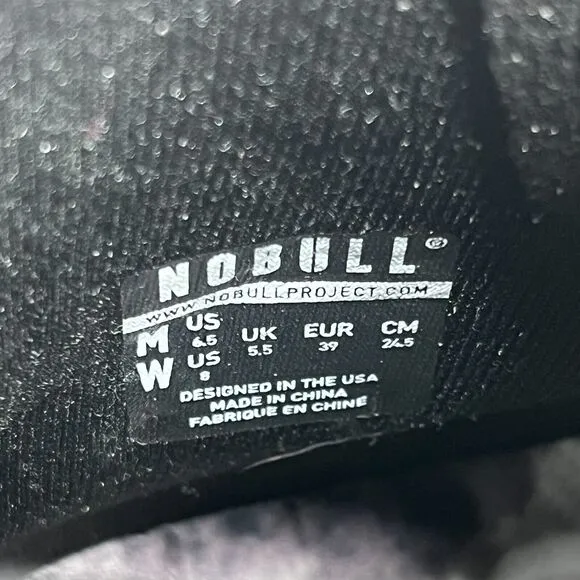 NOBULL®
WWW.NOBULLPROJECT.COM
M US 6.5 UK 5.5 EUR 39 CM 24.5
W US 8
DESIGNED IN THE USA
MADE IN CHINA
FABRIQUE EN CHINE